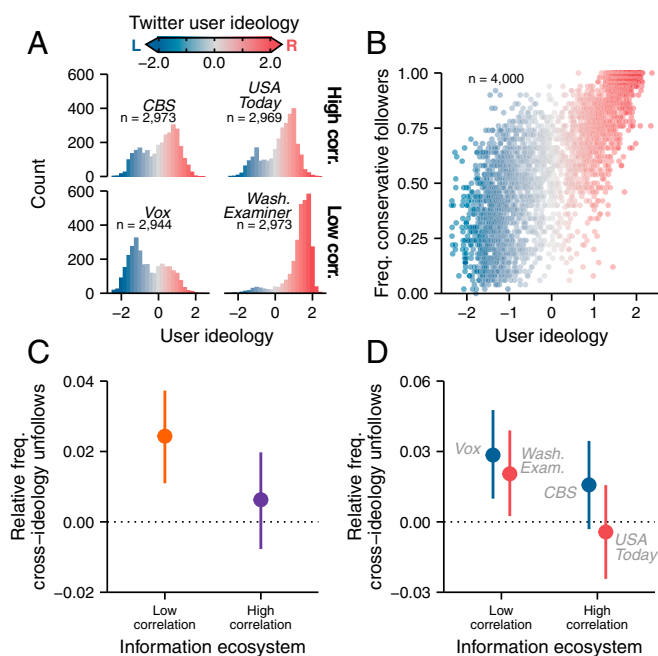 A
Twitter user ideology
L
R
−2.0
0.0
2.0
600
400
200
0
CBS
n = 2,973
USA
Today
n = 2,969
High corr.
Count
600
400
200
0
Vox
n = 2,944
Wash.
Examiner
n = 2,973
Low corr.
−2
0
2
−2
0
2
User ideology
B
Freq. conservative followers
1.00
0.75
0.50
0.25
0.00
n = 4,000
−2
−1
0
1
2
User ideology
C
Relative freq.
cross−ideology unfollows
0.04
0.02
0.00
−0.02
Low
correlation
High
correlation
Information ecosystem
D
Relative freq.
cross−ideology unfollows
0.06
0.03
0.00
−0.03
Vox
Wash.
Exam.
CBS
USA
Today
Low
correlation
High
correlation
Information ecosystem